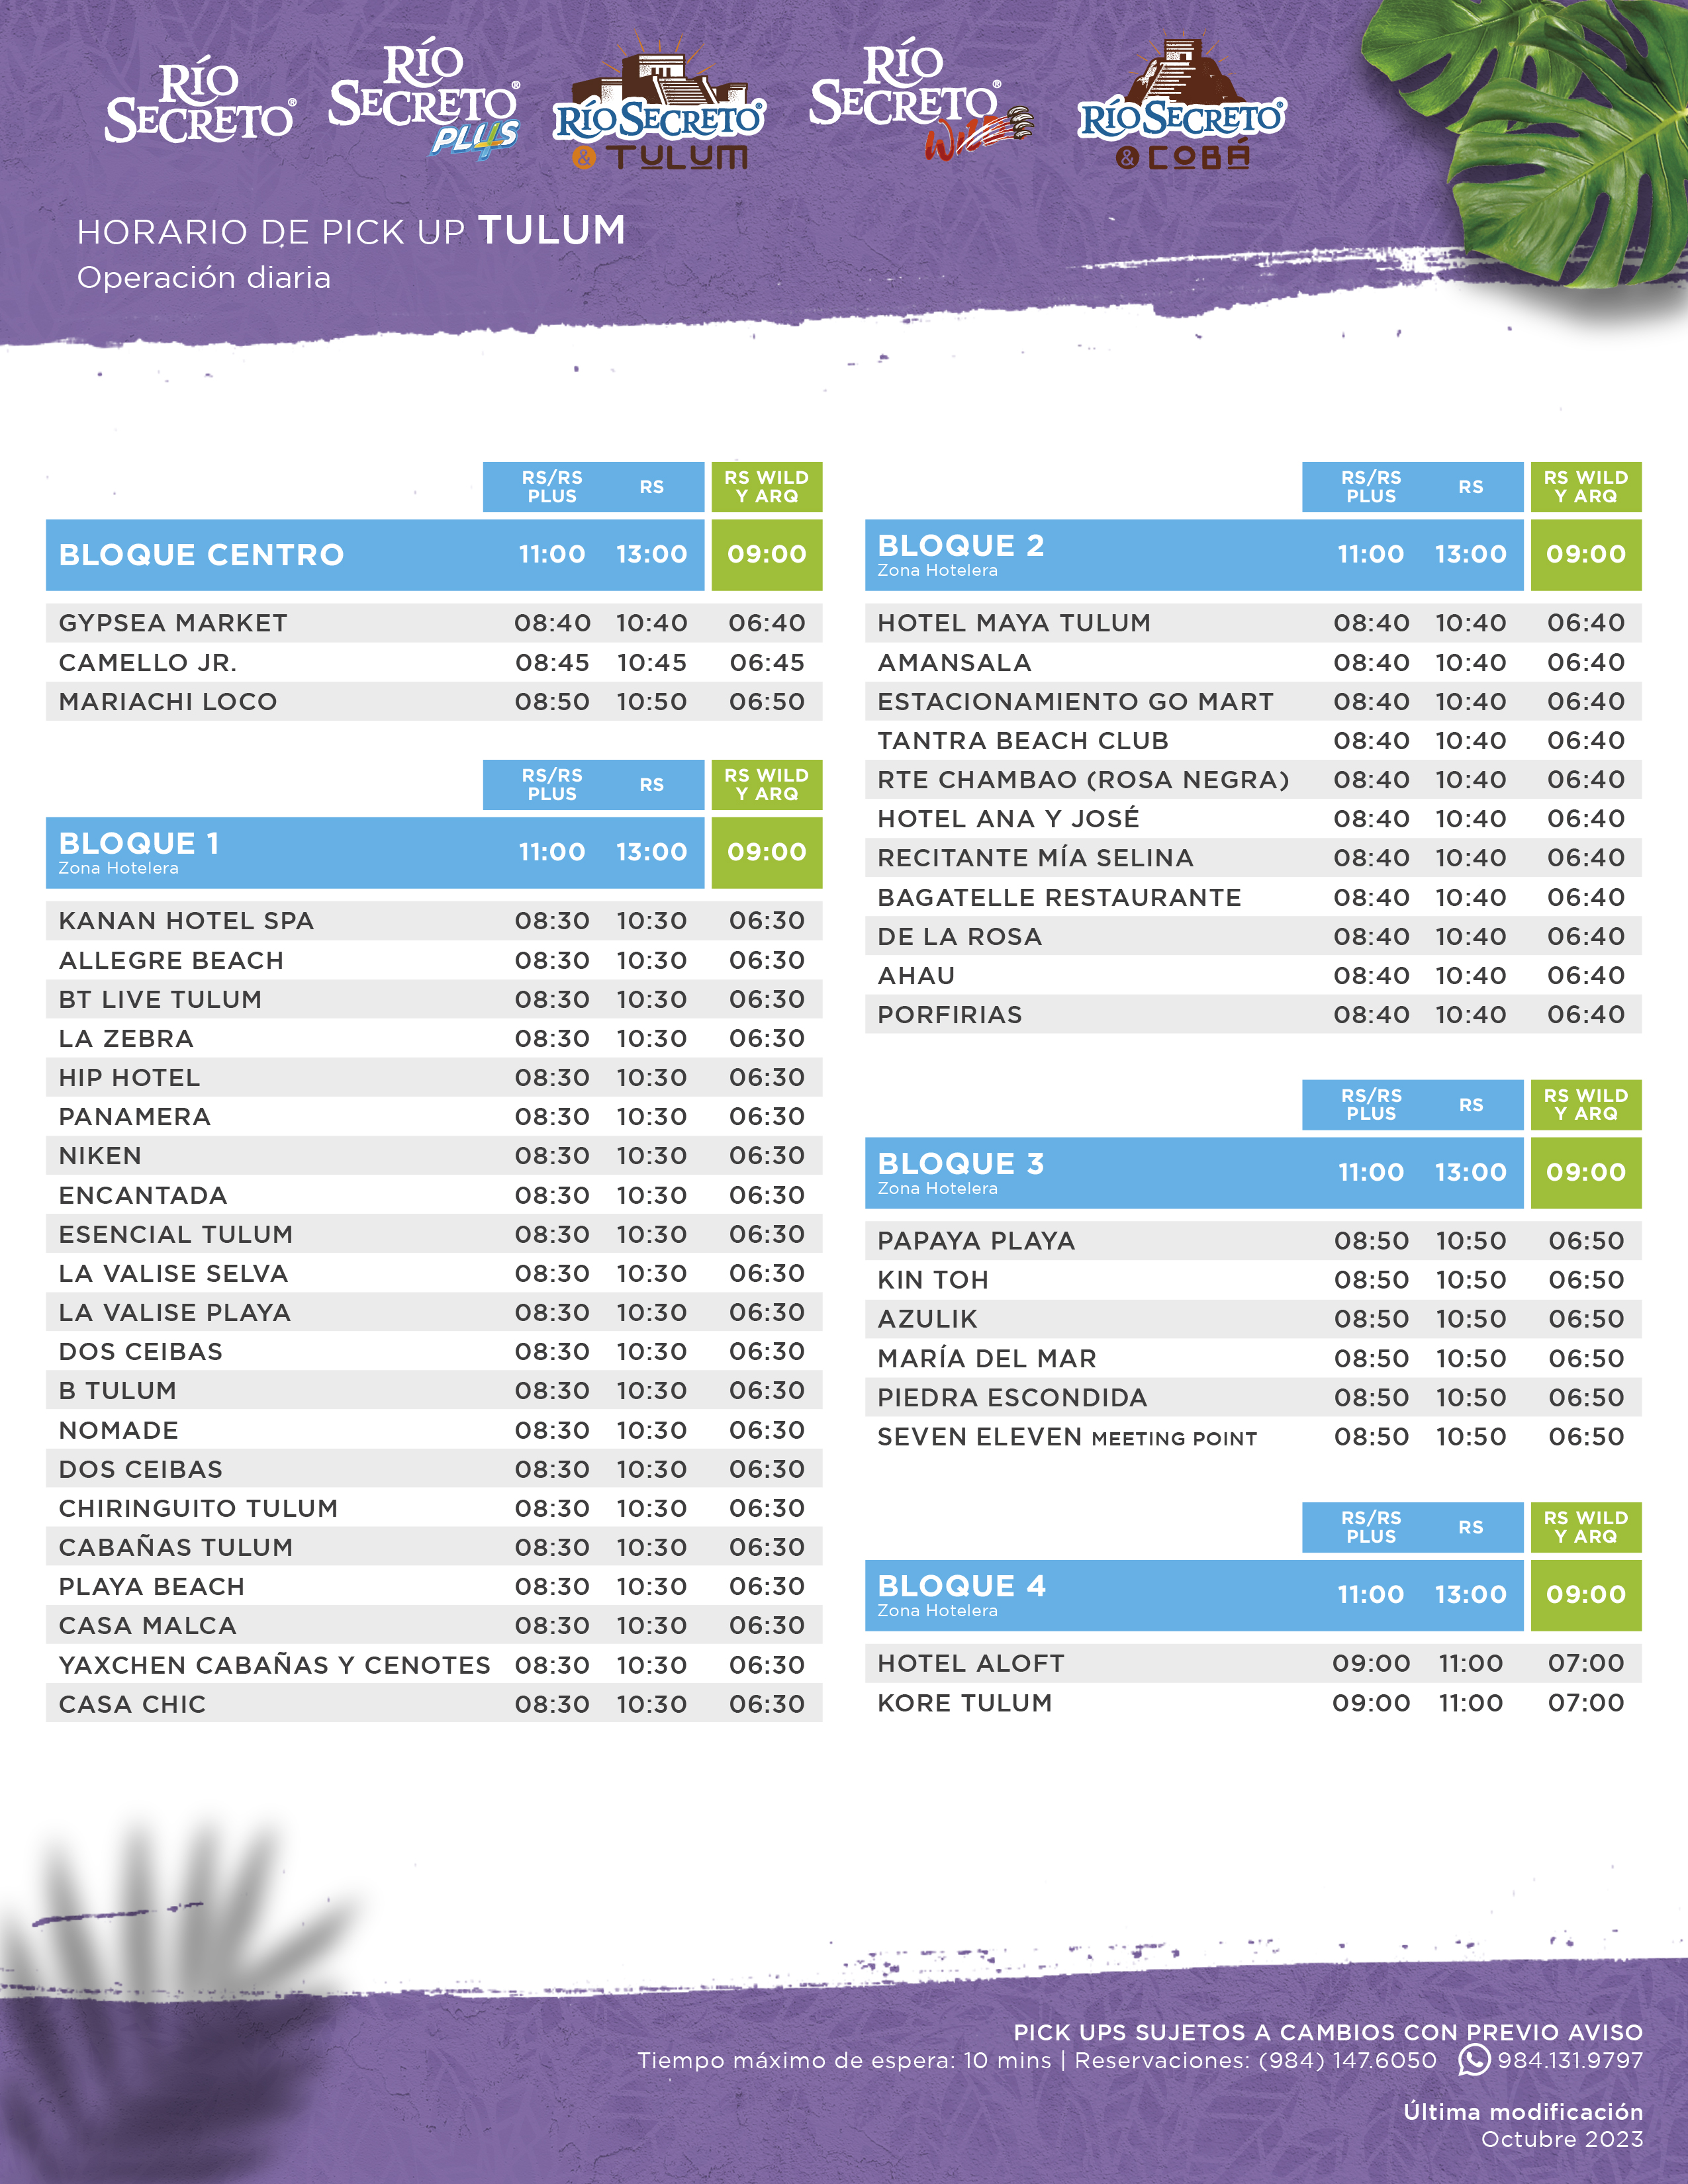 RÍO SECRETO®
RÍO SECRETO® PLUS
RÍO SECRETO® & TULUM
RÍO SECRETO® WILD
RÍO SECRETO® & COBÁ
HORARIO DE PICK UP TULUM
Operación diaria
RS/RS PLUS RS RS WILD Y ARQ
BLOQUE CENTRO 11:00 13:00 09:00
GYPSEA MARKET 08:40 10:40 06:40
CAMELLO JR. 08:45 10:45 06:45
MARIACHI LOCO 08:50 10:50 06:50
RS/RS PLUS RS RS WILD Y ARQ
BLOQUE 1 11:00 13:00 09:00
Zona Hotelera
KANAN HOTEL SPA 08:30 10:30 06:30
ALLEGRE BEACH 08:30 10:30 06:30
BT LIVE TULUM 08:30 10:30 06:30
LA ZEBRA 08:30 10:30 06:30
HIP HOTEL 08:30 10:30 06:30
PANAMERA 08:30 10:30 06:30
NIKEN 08:30 10:30 06:30
ENCANTADA 08:30 10:30 06:30
ESENCIAL TULUM 08:30 10:30 06:30
LA VALISE SELVA 08:30 10:30 06:30
LA VALISE PLAYA 08:30 10:30 06:30
DOS CEIBAS 08:30 10:30 06:30
B TULUM 08:30 10:30 06:30
NOMADE 08:30 10:30 06:30
DOS CEIBAS 08:30 10:30 06:30
CHIRINGUITO TULUM 08:30 10:30 06:30
CABAÑAS TULUM 08:30 10:30 06:30
PLAYA BEACH 08:30 10:30 06:30
CASA MALCA 08:30 10:30 06:30
YAXCHEN CABAÑAS Y CENOTES 08:30 10:30 06:30
CASA CHIC 08:30 10:30 06:30
RS/RS PLUS RS RS WILD Y ARQ
BLOQUE 2 11:00 13:00 09:00
Zona Hotelera
HOTEL MAYA TULUM 08:40 10:40 06:40
AMANSALA 08:40 10:40 06:40
ESTACIONAMIENTO GO MART 08:40 10:40 06:40
TANTRA BEACH CLUB 08:40 10:40 06:40
RTE CHAMBAO (ROSA NEGRA) 08:40 10:40 06:40
HOTEL ANA Y JOSÉ 08:40 10:40 06:40
RECITANTE MÍA SELINA 08:40 10:40 06:40
BAGATELLE RESTAURANTE 08:40 10:40 06:40
DE LA ROSA 08:40 10:40 06:40
AHAU 08:40 10:40 06:40
PORFIRIAS 08:40 10:40 06:40
RS/RS PLUS RS RS WILD Y ARQ
BLOQUE 3 11:00 13:00 09:00
Zona Hotelera
PAPAYA PLAYA 08:50 10:50 06:50
KIN TOH 08:50 10:50 06:50
AZULIK 08:50 10:50 06:50
MARÍA DEL MAR 08:50 10:50 06:50
PIEDRA ESCONDIDA 08:50 10:50 06:50
SEVEN ELEVEN MEETING POINT 08:50 10:50 06:50
RS/RS PLUS RS RS WILD Y ARQ
BLOQUE 4 11:00 13:00 09:00
Zona Hotelera
HOTEL ALOFT 09:00 11:00 07:00
KORE TULUM 09:00 11:00 07:00
PICK UPS SUJETOS A CAMBIOS CON PREVIO AVISO
Tiempo máximo de espera: 10 mins | Reservaciones: (984) 147.6050 984.131.9797
Última modificación
Octubre 2023